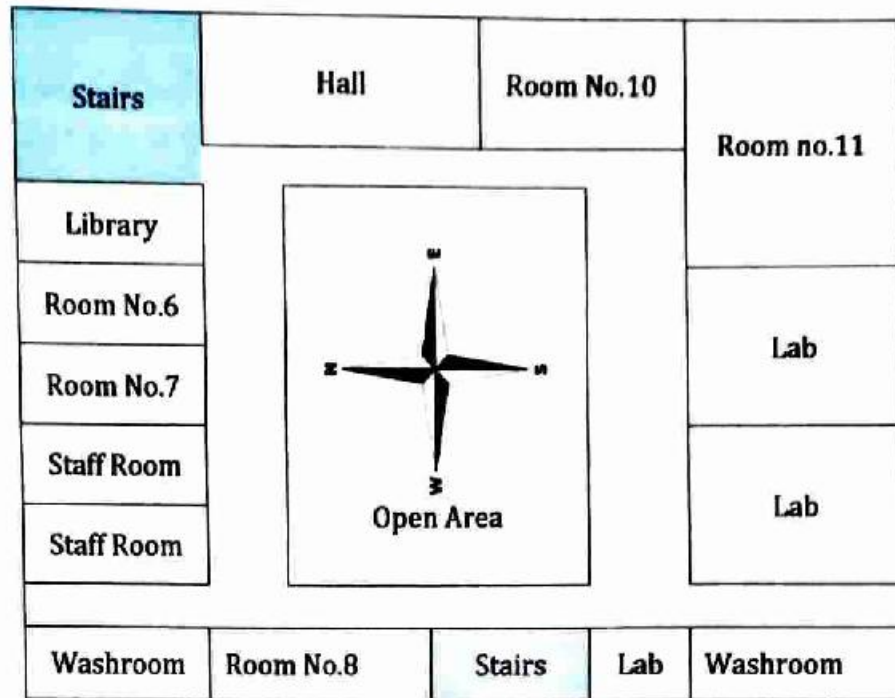 Stairs
Hall
Room No.10
Room no.11
Library
Room No.6
Room No.7
Staff Room
Staff Room
E
N
S
W
Open Area
Lab
Lab
Washroom
Room No.8
Stairs
Lab
Washroom